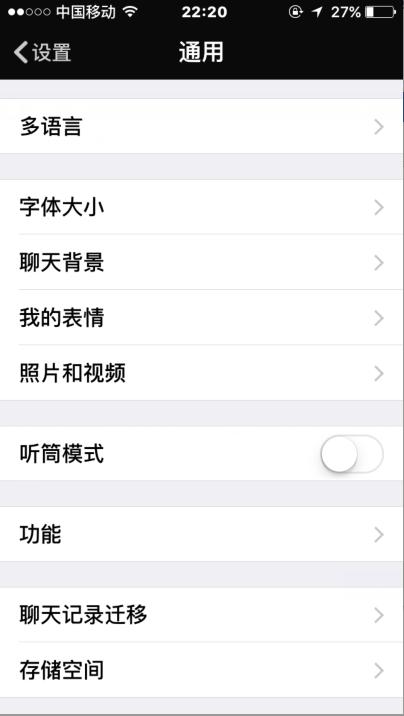 中国移动 22:20 27%
设置 通用
多语言
字体大小
聊天背景
我的表情
照片和视频
听筒模式
功能
聊天记录迁移
存储空间